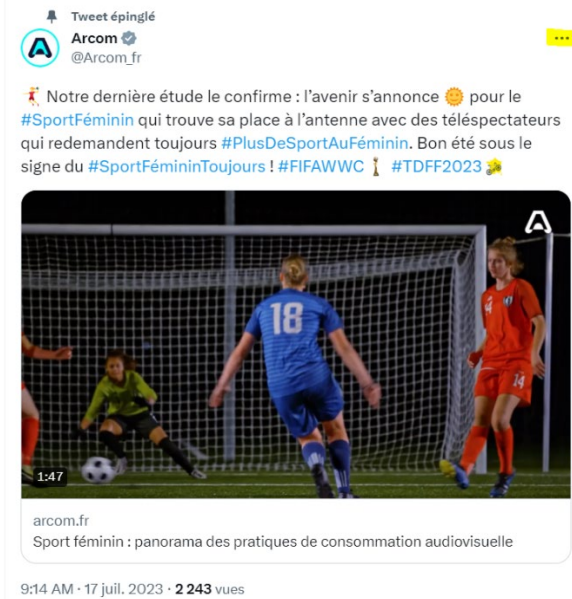 Tweet épinglé
Arcom
@Arcom_fr
...
Notre dernière étude le confirme : l’avenir s’annonce 🌞 pour le
#SportFéminin qui trouve sa place à l’antenne avec des téléspectateurs
qui redemandent toujours #PlusDeSportAuFéminin. Bon été sous le
signe du #SportFémininToujours ! #FIFAWWC #TDFF2023
18
14
14
1:47
arcom.fr
Sport féminin : panorama des pratiques de consommation audiovisuelle
9:14 AM · 17 juil. 2023 · 2 243 vues